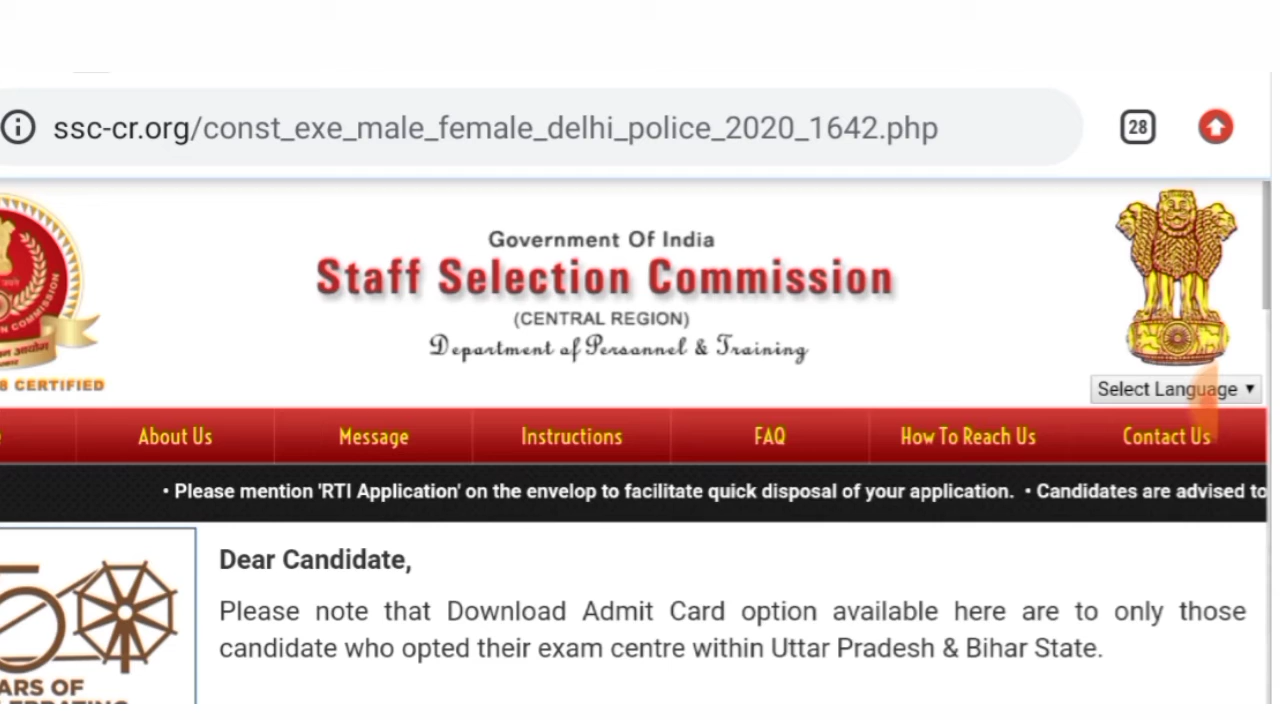 ssc-cr.org/const_exe_male_female_delhi_police_2020_1642.php
28
Government Of India
Staff Selection Commission
(CENTRAL REGION)
Department of Personnel & Training
8 CERTIFIED
Select Language ▼
About Us Message Instructions FAQ How To Reach Us Contact Us
• Please mention 'RTI Application' on the envelop to facilitate quick disposal of your application. • Candidates are advised to
Dear Candidate,
Please note that Download Admit Card option available here are to only those
candidate who opted their exam centre within Uttar Pradesh & Bihar State.
ARS OF